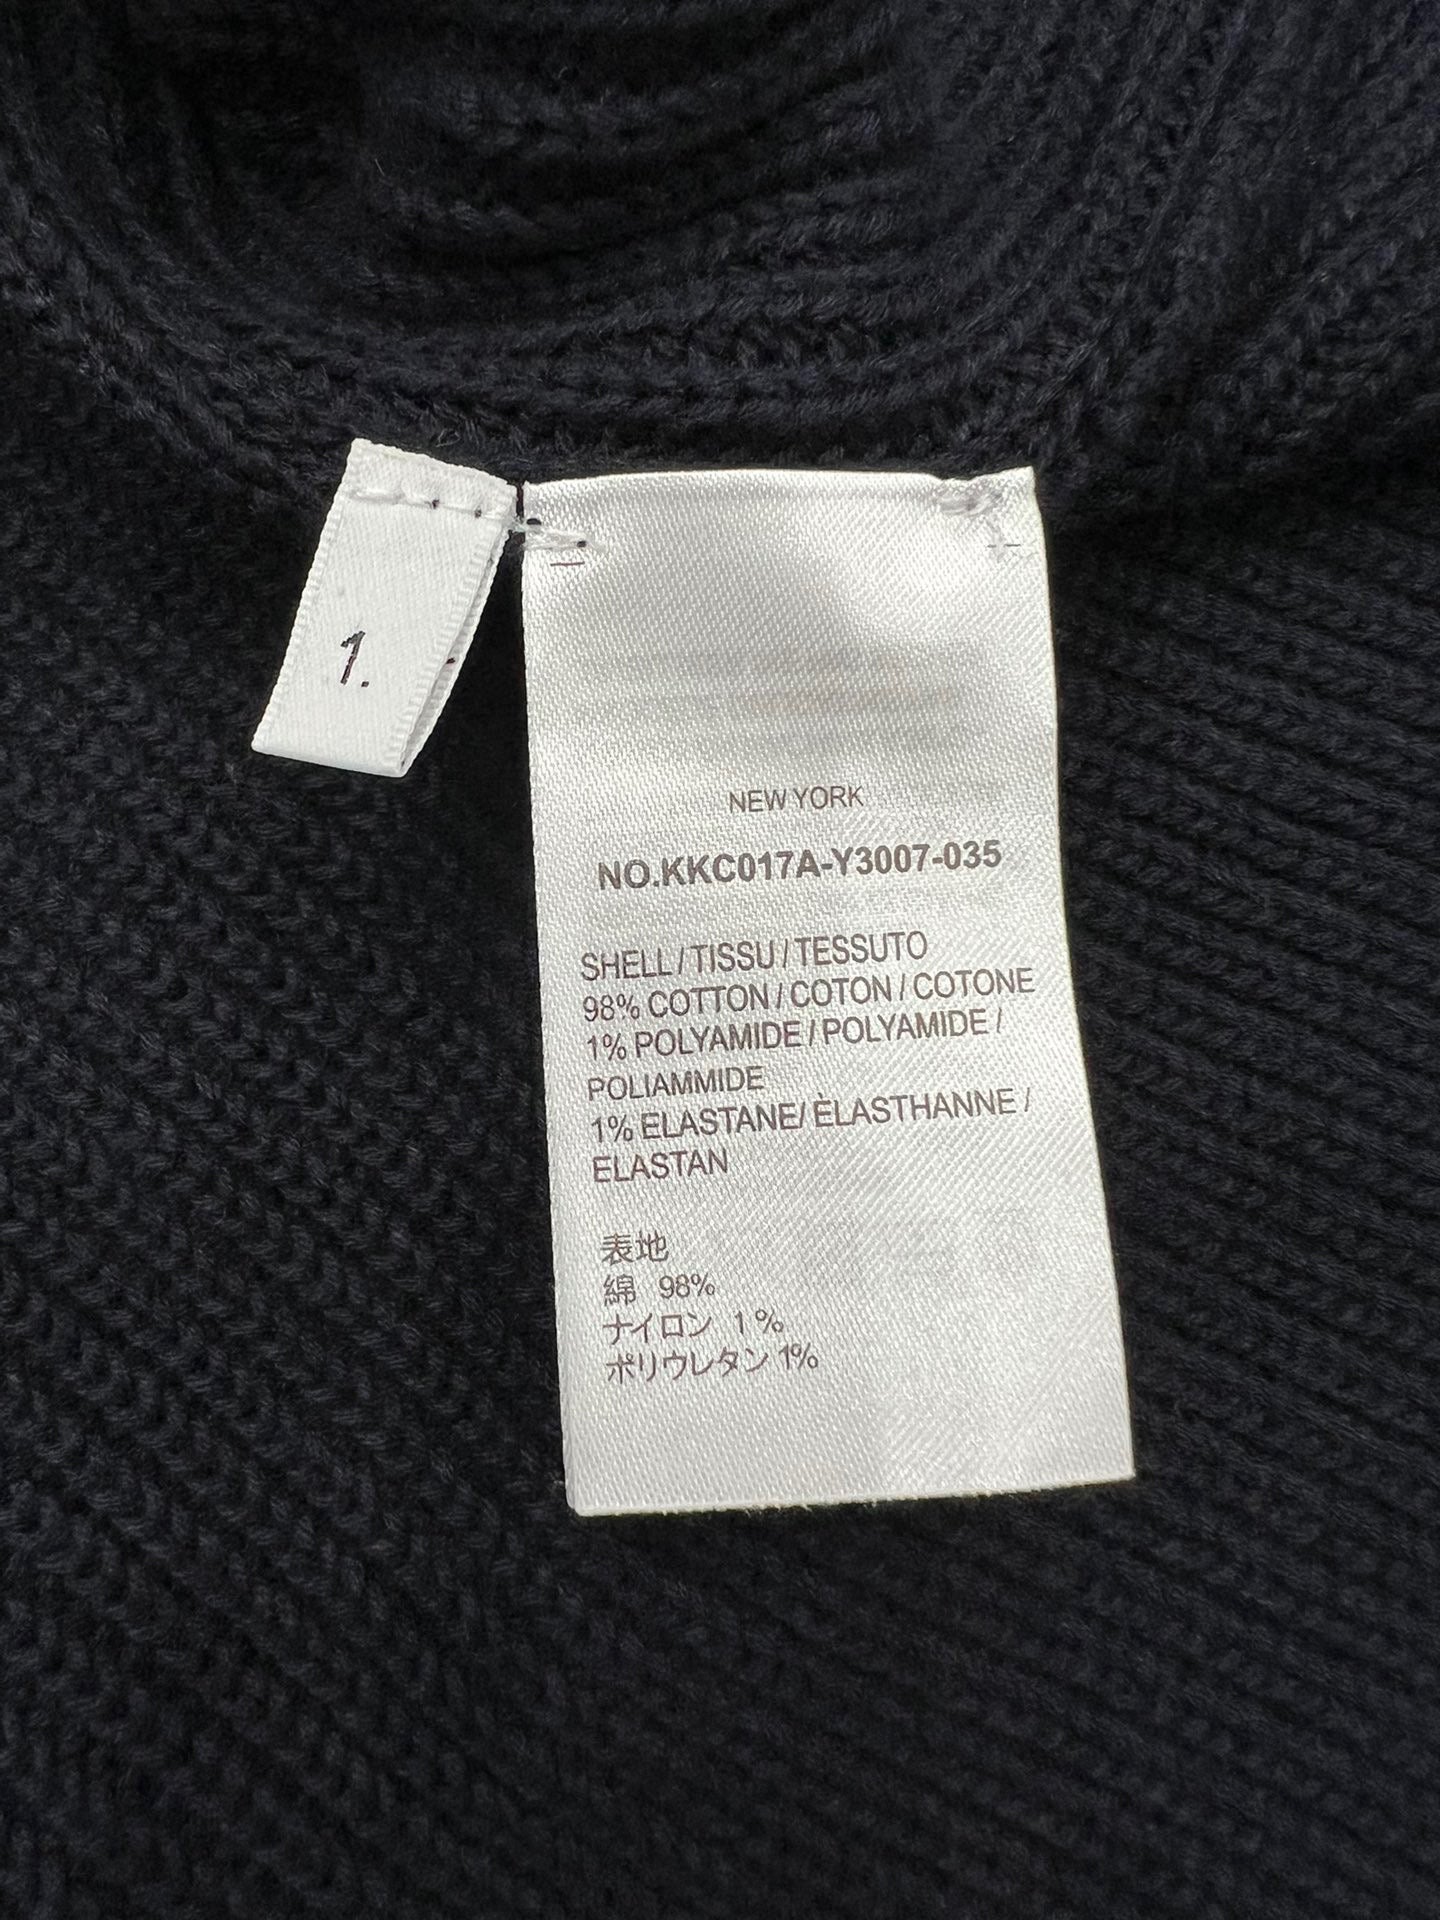 1.
NEW YORK
NO.KKC017A-Y3007-035
SHELL / TISSU / TESSUTO
98% COTTON / COTON / COTONE
1% POLYAMIDE / POLYAMIDE /
POLIAMMIDE
1% ELASTANE/ ÈLASTHANNE /
ELASTAN
表地
綿 98%
ナイロン 1%
ポリウレタン 1%